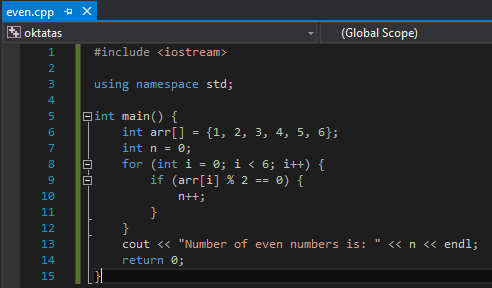 even.cpp
oktatas (Global Scope)
1 #include <iostream>
2
3 using namespace std;
4
5 int main() {
6 int arr[] = {1, 2, 3, 4, 5, 6};
7 int n = 0;
8 for (int i = 0; i < 6; i++) {
9 if (arr[i] % 2 == 0) {
10 n++;
11 }
12 }
13 cout << "Number of even numbers is: " << n << endl;
14 return 0;
15 }